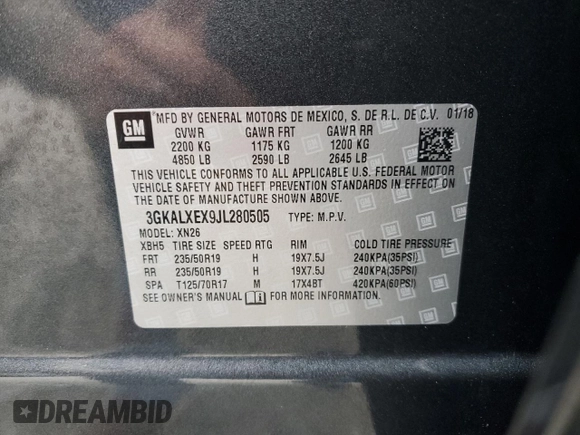 GM
MFD BY GENERAL MOTORS DE MEXICO, S. DE R.L. DE C.V. 01/18
GVWR GAWR FRT GAWR RR
2200 KG 1175 KG 1200 KG
4850 LB 2590 LB 2645 LB
THIS VEHICLE CONFORMS TO ALL APPLICABLE U.S. FEDERAL MOTOR
VEHICLE SAFETY AND THEFT PREVENTION STANDARDS IN EFFECT ON
THE DATE OF MANUFACTURE SHOWN ABOVE.
3GKALXEX9JL280505 TYPE: M.P.V.
MODEL: XN26
XBH5 TIRE SIZE SPEED RTG RIM COLD TIRE PRESSURE
FRT 235/50R19 H 19X7.5J 240KPA(35PSI)
RR 235/50R19 H 19X7.5J 240KPA(35PSI)
SPA T125/70R17 M 17X4BT 420KPA(60PSI)
SEE OWNER'S MANUAL FOR MORE INFORMATION
DREAMBID